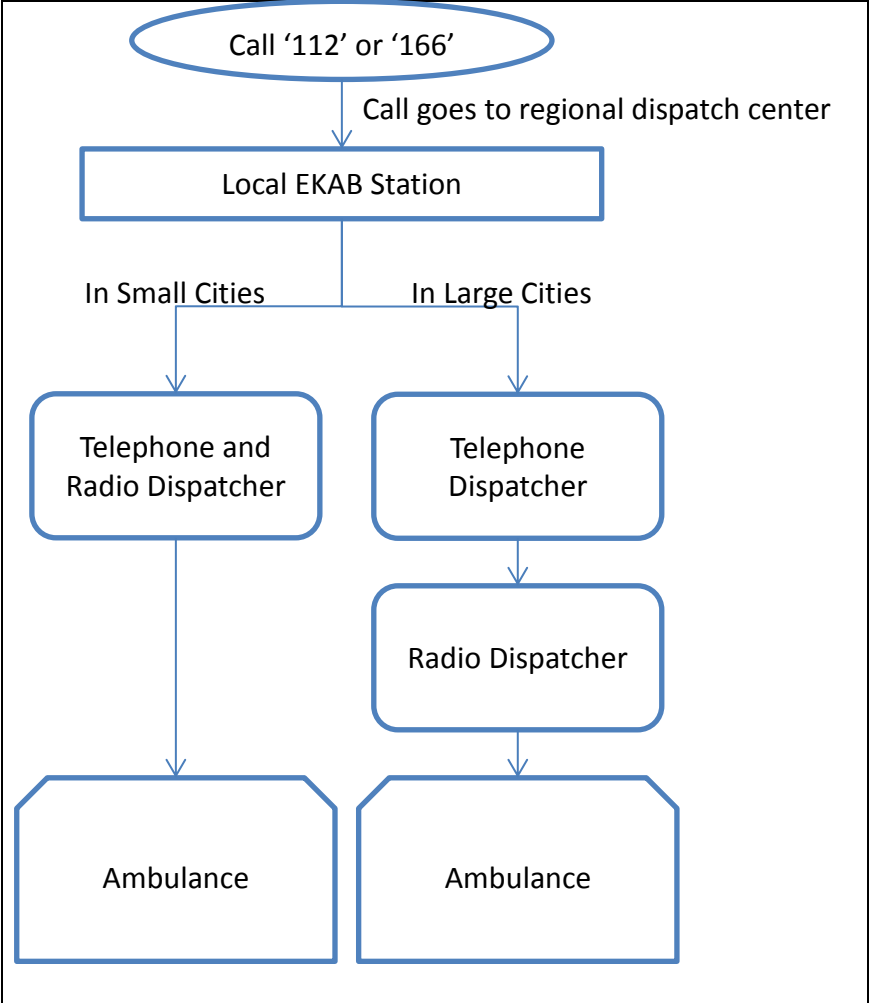 Call ‘112’ or ‘166’
Call goes to regional dispatch center
Local EKAB Station
In Small Cities
In Large Cities
Telephone and
Radio Dispatcher
Telephone
Dispatcher
Radio Dispatcher
Ambulance
Ambulance